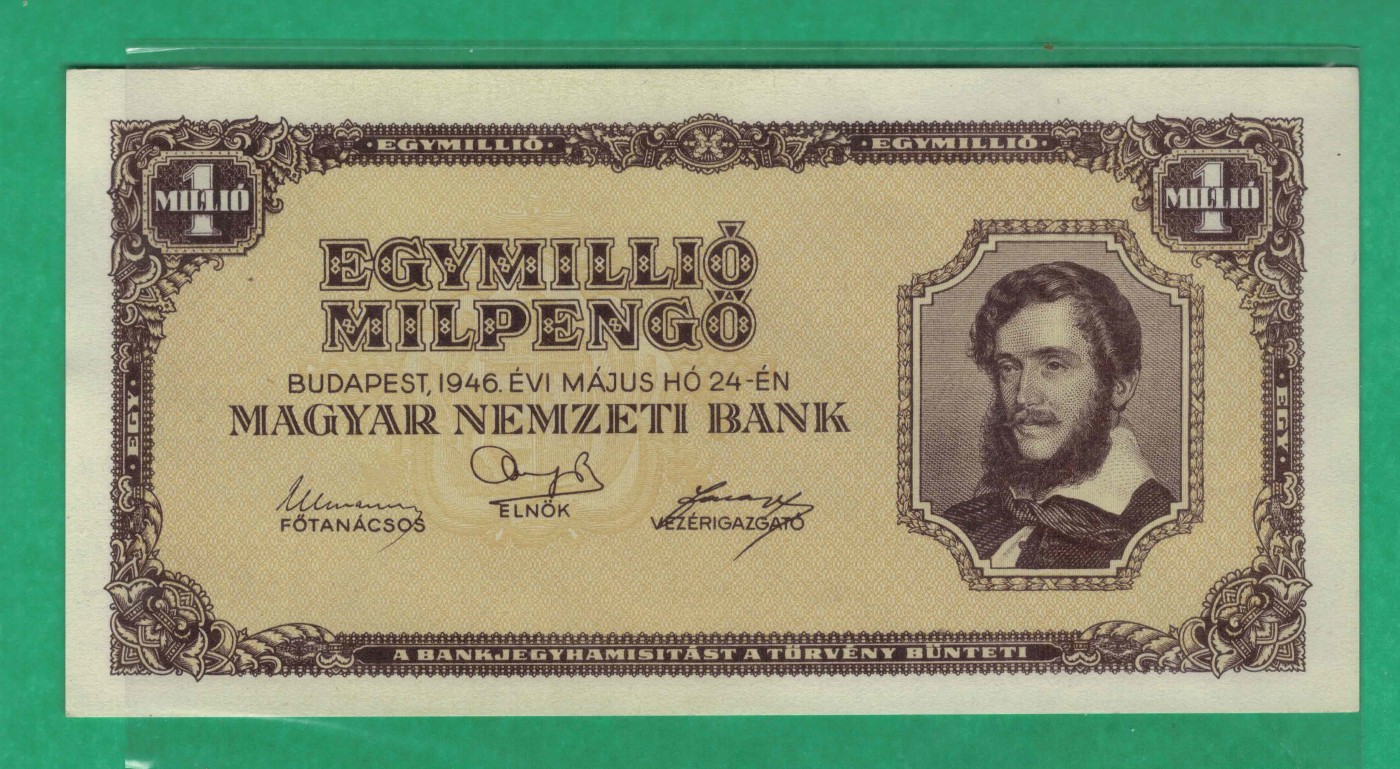 ·EGYMILLIÓ· ·EGYMILLIÓ·
1 MILLIÓ 1 MILLIÓ
EGYMILLIÓ
MILPENGŐ
BUDAPEST, 1946. ÉVI MÁJUS HÓ 24-ÉN
MAGYAR NEMZETI BANK
FŐTANÁCSOS ELNÖK VEZÉRIGAZGATÓ
·EGY· ·EGY·
A BANKJEGYHAMISITÁST A TÖRVÉNY BÜNTETI